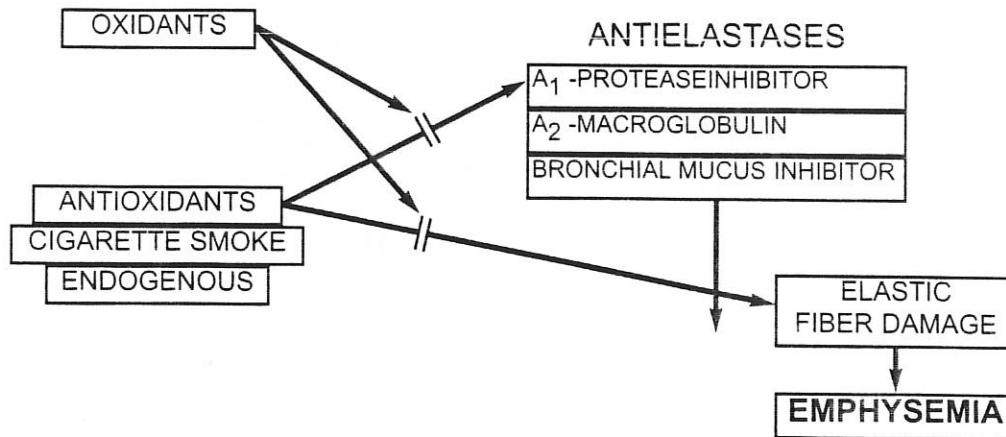 OXIDANTS
ANTIELASTASES
A1 -PROTEASEINHIBITOR
A2 -MACROGLOBULIN
BRONCHIAL MUCUS INHIBITOR
ANTIOXIDANTS
CIGARETTE SMOKE
ENDOGENOUS
ELASTIC
FIBER DAMAGE
EMPHYSEMIA